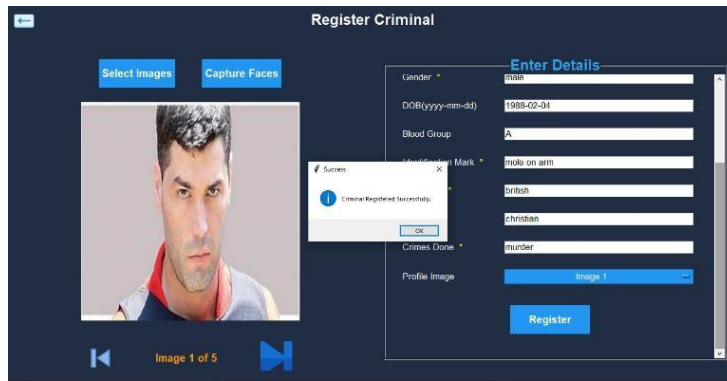 Register Criminal
Select Images
Capture Faces
Enter Details
Gender *
male
DOB(yyyy-mm-dd)
1988-02-04
Blood Group
A
Identification Mark *
mole on arm
*
british
christian
Crimes Done *
murder
Profile Image
Image 1
Register
Success
Criminal Registered Successfully.
OK
Image 1 of 5